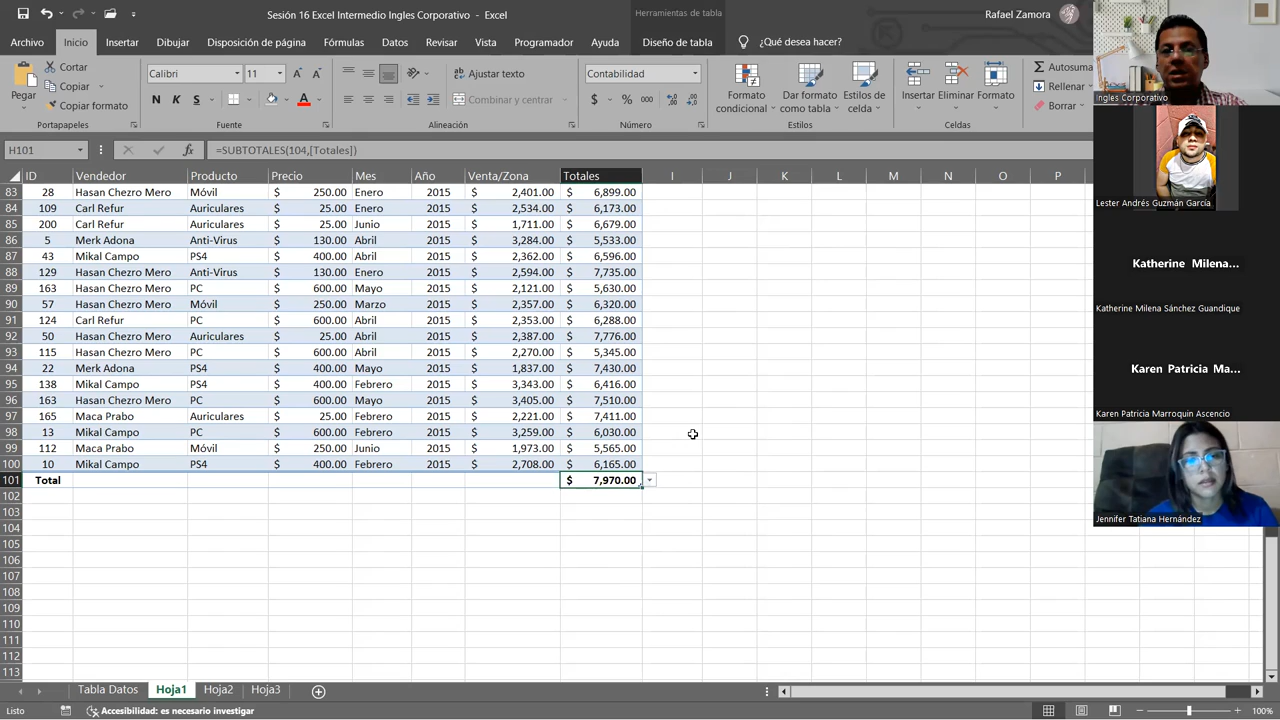 Sesión 16 Excel Intermedio Ingles Corporativo - Excel
Herramientas de tabla
Rafael Zamora
Archivo Inicio Insertar Dibujar Disposición de página Fórmulas Datos Revisar Vista Programador Ayuda Diseño de tabla ¿Qué desea hacer?
Pegar
Cortar
Copiar
Copiar formato
Portapapeles
Calibri 11
N K S
Fuente
Ajustar texto
Combinar y centrar
Alineación
Contabilidad
$ % 000
Número
Formato condicional
Dar formato como tabla
Estilos de celda
Estilos
Insertar Eliminar Formato
Celdas
Autosuma
Rellenar
Borrar
H101 fx =SUBTOTALES(104,[Totales])
ID Vendedor Producto Precio Mes Año Venta/Zona Totales I J K L M N O P
83 28 Hasan Chezro Mero Móvil $ 250.00 Enero 2015 $ 2,401.00 $ 6,899.00
84 109 Carl Refur Auriculares $ 25.00 Enero 2015 $ 2,534.00 $ 6,173.00
85 200 Carl Refur Auriculares $ 25.00 Junio 2015 $ 1,711.00 $ 6,679.00
86 5 Merk Adona Anti-Virus $ 130.00 Abril 2015 $ 3,284.00 $ 5,533.00
87 43 Mikal Campo PS4 $ 400.00 Abril 2015 $ 2,362.00 $ 6,596.00
88 129 Hasan Chezro Mero Anti-Virus $ 130.00 Enero 2015 $ 2,594.00 $ 7,735.00
89 163 Hasan Chezro Mero PC $ 600.00 Mayo 2015 $ 2,121.00 $ 5,630.00
90 57 Hasan Chezro Mero Móvil $ 250.00 Marzo 2015 $ 2,357.00 $ 6,320.00
91 124 Carl Refur PC $ 600.00 Abril 2015 $ 2,353.00 $ 6,288.00
92 50 Hasan Chezro Mero Auriculares $ 25.00 Abril 2015 $ 2,387.00 $ 7,776.00
93 115 Hasan Chezro Mero PC $ 600.00 Abril 2015 $ 2,270.00 $ 5,345.00
94 22 Merk Adona PS4 $ 400.00 Mayo 2015 $ 1,837.00 $ 7,430.00
95 138 Mikal Campo PS4 $ 400.00 Febrero 2015 $ 3,343.00 $ 6,416.00
96 163 Hasan Chezro Mero PC $ 600.00 Mayo 2015 $ 3,405.00 $ 7,510.00
97 165 Maca Prabo Auriculares $ 25.00 Febrero 2015 $ 2,221.00 $ 7,411.00
98 13 Mikal Campo PC $ 600.00 Febrero 2015 $ 3,259.00 $ 6,030.00
99 112 Maca Prabo Móvil $ 250.00 Junio 2015 $ 1,973.00 $ 5,565.00
100 10 Mikal Campo PS4 $ 400.00 Febrero 2015 $ 2,708.00 $ 6,165.00
101 Total $ 7,970.00
102
103
104
105
106
107
108
109
110
111
112
113
Tabla Datos Hoja1 Hoja2 Hoja3
Listo Accesibilidad: es necesario investigar 100%
Ingles Corporativo
Lester Andrés Guzmán García
Katherine Milena...
Katherine Milena Sánchez Guandique
Karen Patricia Ma...
Karen Patricia Marroquin Ascencio
Jennifer Tatiana Hernández